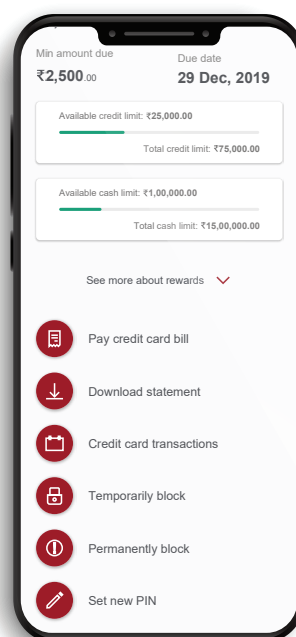 Min amount due
Due date
₹2,500.00
29 Dec, 2019
Available credit limit: ₹25,000.00
Total credit limit: ₹75,000.00
Available cash limit: ₹1,00,000.00
Total cash limit: ₹15,00,000.00
See more about rewards
Pay credit card bill
Download statement
Credit card transactions
Temporarily block
Permanently block
Set new PIN